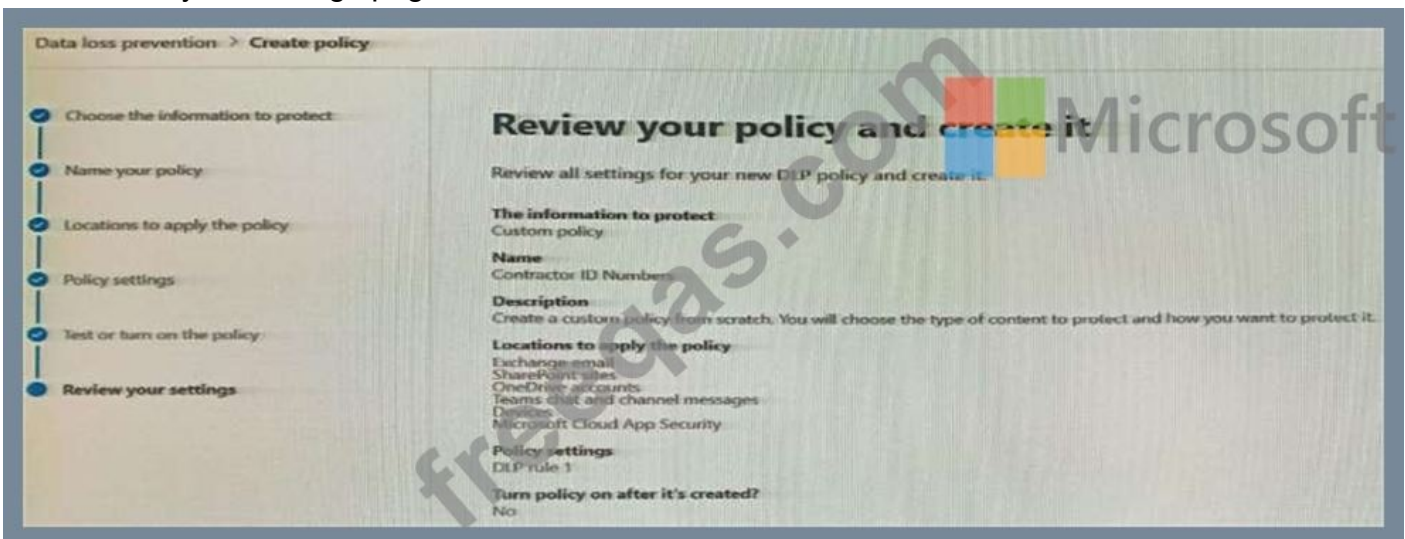 Data loss prevention > Create policy
Choose the information to protect
Name your policy
Locations to apply the policy
Policy settings
Test or turn on the policy
Review your settings
Review your policy and create it
Review all settings for your new DLP policy and create it.
The information to protect
Custom policy
Name
Contractor ID Numbers
Description
Create a custom policy from scratch. You will choose the type of content to protect and how you want to protect it.
Locations to apply the policy
Exchange email
SharePoint sites
OneDrive accounts
Teams chat and channel messages
Devices
Microsoft Cloud App Security
Policy settings
DLP rule 1
Turn policy on after it's created?
No
Microsoft
freeqas.com